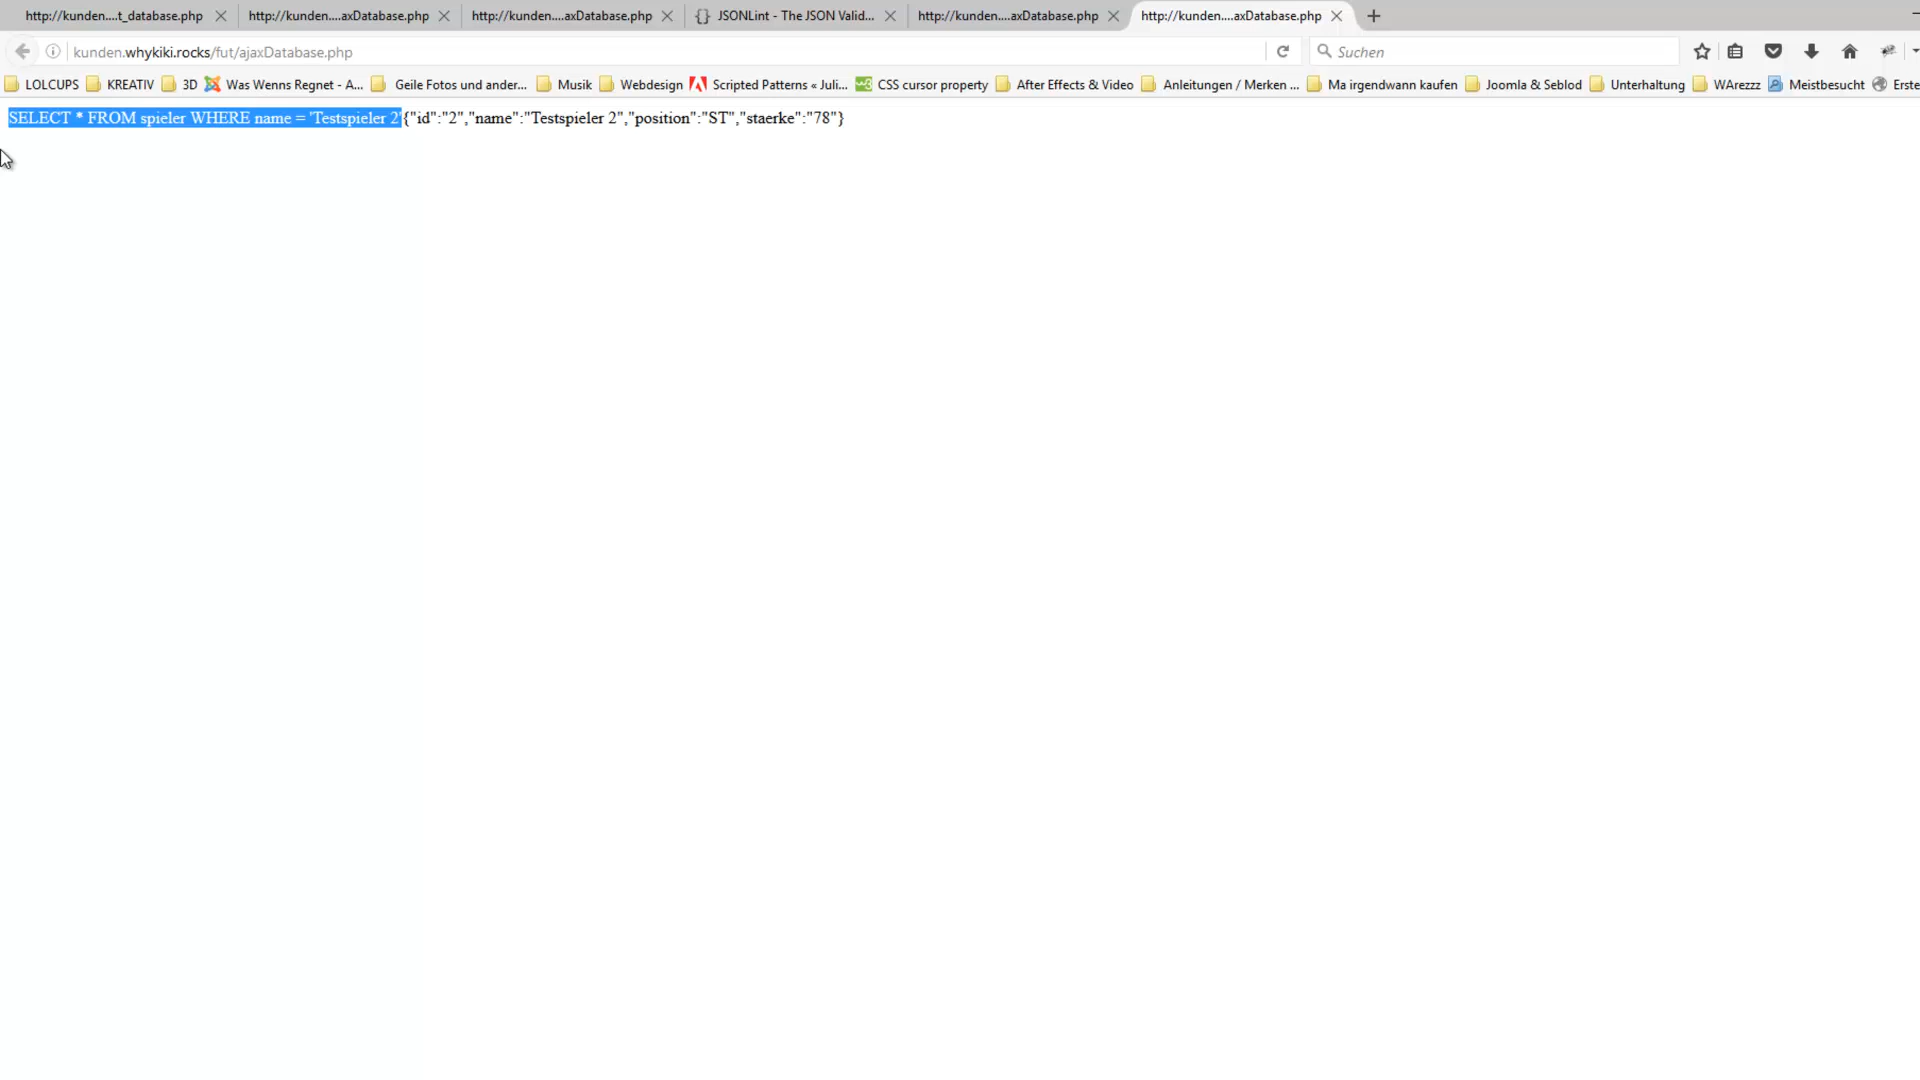 http://kunden....t_database.php http://kunden....axDatabase.php http://kunden....axDatabase.php JSONLint - The JSON Valid... http://kunden....axDatabase.php http://kunden....axDatabase.php
kunden.whykiki.rocks/fut/ajaxDatabase.php Suchen
LOLCUPS KREATIV 3D Was Wenns Regnet - A... Geile Fotos und ander... Musik Webdesign Scripted Patterns « Juli... CSS cursor property After Effects & Video Anleitungen / Merken ... Ma irgendwann kaufen Joomla & Seblod Unterhaltung WArezzz Meistbesucht Erste
SELECT * FROM spieler WHERE name = 'Testspieler 2'{"id":"2","name":"Testspieler 2","position":"ST","staerke":"78"}